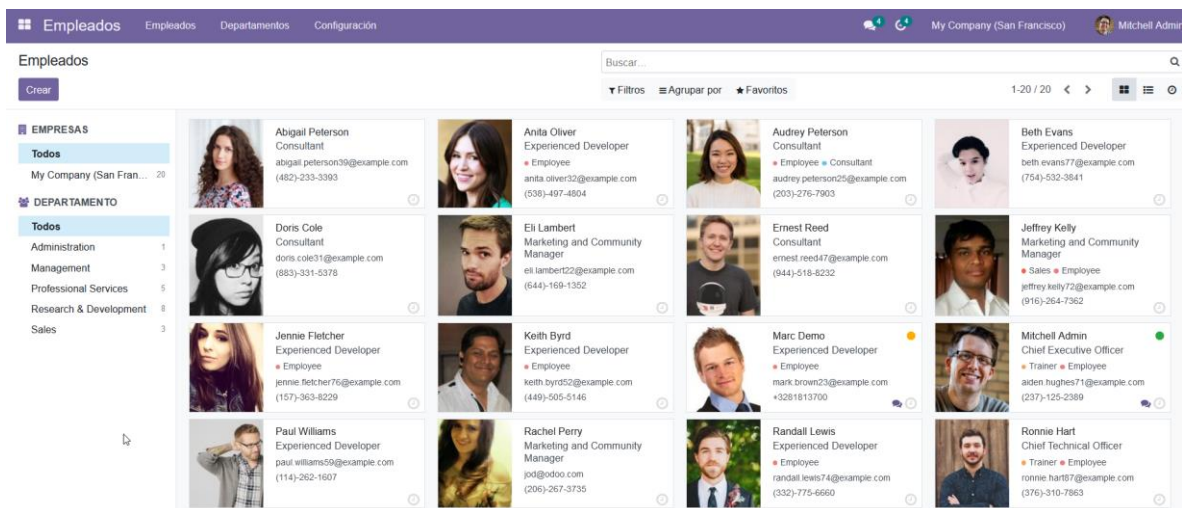 Empleados Empleados Departamentos Configuración 4 4 My Company (San Francisco) Mitchell Admin
Empleados
Buscar...
Crear
Filtros Agrupar por Favoritos 1-20 / 20
EMPRESAS
Todos
My Company (San Fran... 20
DEPARTAMENTO
Todos
Administration 1
Management 3
Professional Services 5
Research & Development 8
Sales 3
Abigail Peterson
Consultant
abigail.peterson39@example.com
(482)-233-3393
Anita Oliver
Experienced Developer
Employee
anita.oliver32@example.com
(538)-497-4804
Audrey Peterson
Consultant
Employee Consultant
audrey.peterson25@example.com
(203)-276-7903
Beth Evans
Experienced Developer
beth.evans77@example.com
(754)-532-3841
Doris Cole
Consultant
doris.cole31@example.com
(883)-331-5378
Eli Lambert
Marketing and Community
Manager
eli.lambert22@example.com
(644)-169-1352
Ernest Reed
Consultant
ernest.reed47@example.com
(944)-518-8232
Jeffrey Kelly
Marketing and Community
Manager
Sales Employee
jeffrey.kelly72@example.com
(916)-264-7362
Jennie Fletcher
Experienced Developer
Employee
jennie.fletcher76@example.com
(157)-363-8229
Keith Byrd
Experienced Developer
Employee
keith.byrd52@example.com
(449)-505-5146
Marc Demo
Experienced Developer
Employee
mark.brown23@example.com
+3281813700
Mitchell Admin
Chief Executive Officer
Trainer Employee
aiden.hughes71@example.com
(237)-125-2389
Paul Williams
Experienced Developer
paul.williams59@example.com
(114)-262-1607
Rachel Perry
Marketing and Community
Manager
jod@odoo.com
(206)-267-3735
Randall Lewis
Experienced Developer
Employee
randall.lewis74@example.com
(332)-775-6660
Ronnie Hart
Chief Technical Officer
Trainer Employee
ronnie.hart87@example.com
(376)-310-7863